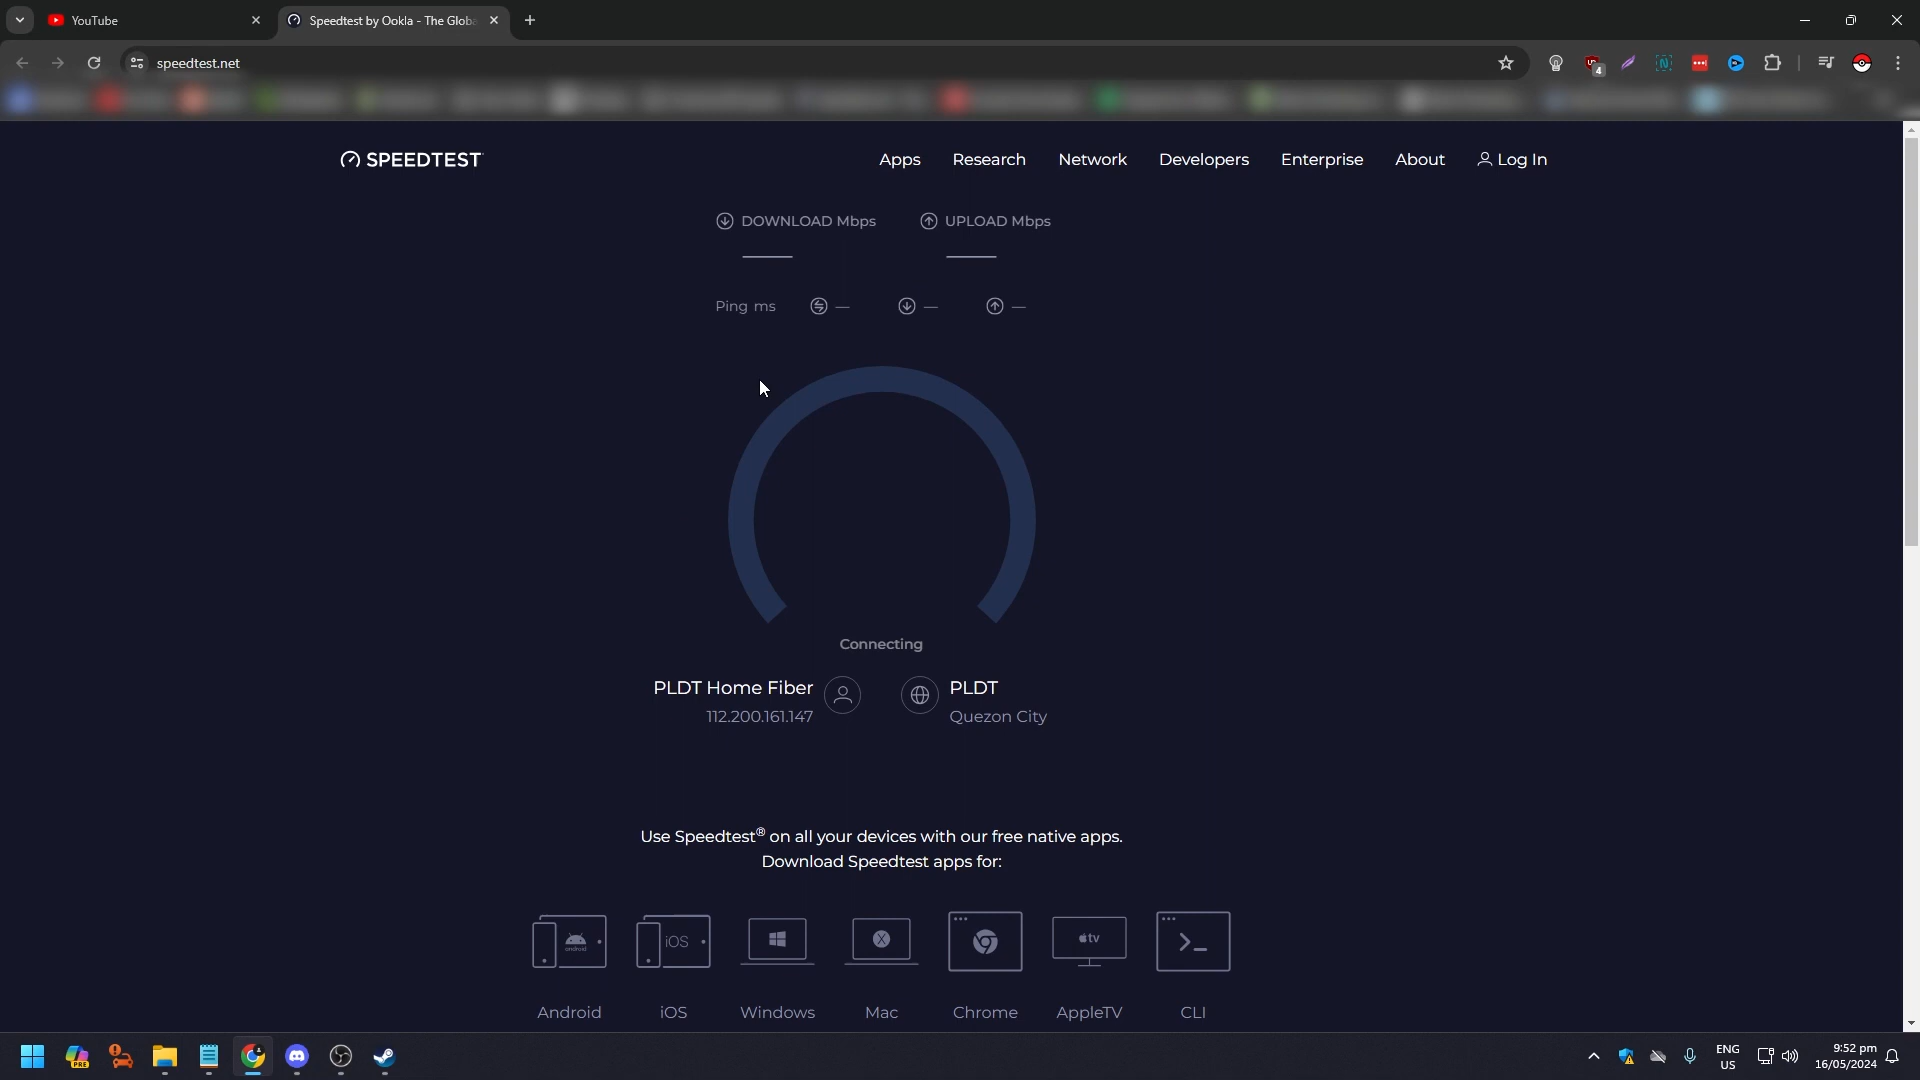 YouTube
Speedtest by Ookla - The Globa
speedtest.net
4
SPEEDTEST
Apps Research Network Developers Enterprise About Log In
DOWNLOAD Mbps UPLOAD Mbps
Ping ms — — —
Connecting
PLDT Home Fiber PLDT
112.200.161.147 Quezon City
Use Speedtest® on all your devices with our free native apps.
Download Speedtest apps for:
android iOS X tv
Android iOS Windows Mac Chrome AppleTV CLI
PRE
ENG
US
9:52 pm
16/05/2024